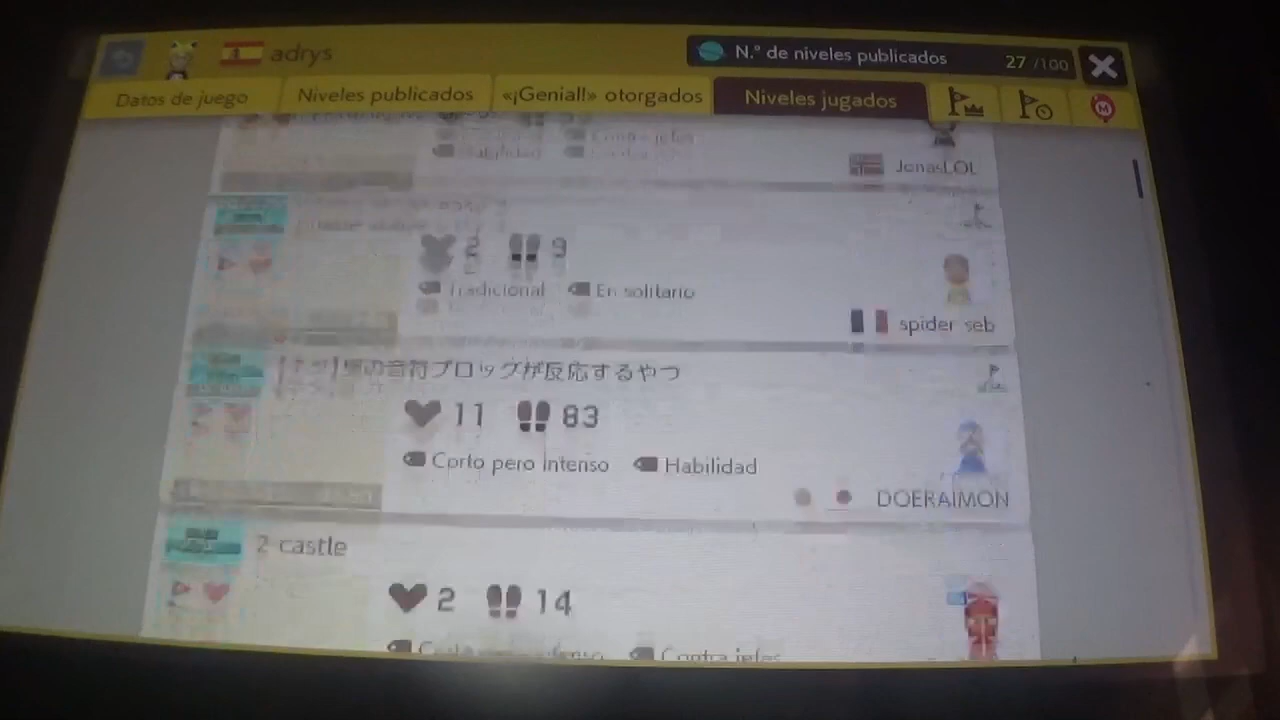 adrys
N.º de niveles publicados 27 /100
Datos de juego
Niveles publicados
«¡Genial!» otorgados
Niveles jugados
Habilidad
JonasLOL
2 9
Tradicional En solitario
spider seb
の音符ブロックが反応するやつ
11 83
Corto pero intenso Habilidad
DOERAIMON
2 castle
2 14
Contra jefes